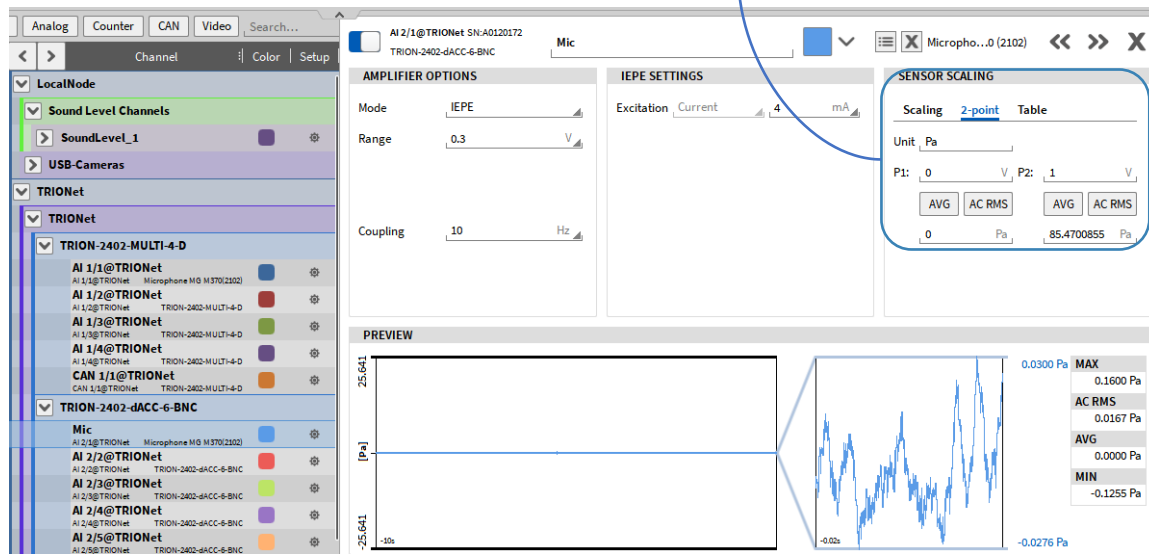 Analog Counter CAN Video Search...
Channel Color Setup
LocalNode
Sound Level Channels
SoundLevel_1
USB-Cameras
TRIONet
TRIONet
TRION-2402-MULTI-4-D
AI 1/1@TRIONet
AI 1/1@TRIONet Microphone MG M370(2102)
AI 1/2@TRIONet
AI 1/2@TRIONet TRION-2402-MULTI-4-D
AI 1/3@TRIONet
AI 1/3@TRIONet TRION-2402-MULTI-4-D
AI 1/4@TRIONet
AI 1/4@TRIONet TRION-2402-MULTI-4-D
CAN 1/1@TRIONet
CAN 1/1@TRIONet TRION-2402-MULTI-4-D
TRION-2402-dACC-6-BNC
Mic
AI 2/1@TRIONet Microphone MG M370(2102)
AI 2/2@TRIONet
AI 2/2@TRIONet TRION-2402-dACC-6-BNC
AI 2/3@TRIONet
AI 2/3@TRIONet TRION-2402-dACC-6-BNC
AI 2/4@TRIONet
AI 2/4@TRIONet TRION-2402-dACC-6-BNC
AI 2/5@TRIONet
AI 2/5@TRIONet TRION-2402-dACC-6-BNC
AI 2/1@TRIONet SN:A0120172
TRION-2402-dACC-6-BNC
Mic
Micropho...0 (2102)
AMPLIFIER OPTIONS
Mode IEPE
Range 0.3 V
Coupling 10 Hz
IEPE SETTINGS
Excitation Current 4 mA
SENSOR SCALING
Scaling 2-point Table
Unit Pa
P1: 0 V P2: 1 V
AVG AC RMS AVG AC RMS
0 Pa 85.4700855 Pa
PREVIEW
25.641
[Pa]
-25.641
-10s
-0.02s
0.0300 Pa
-0.0276 Pa
MAX
0.1600 Pa
AC RMS
0.0167 Pa
AVG
0.0000 Pa
MIN
-0.1255 Pa